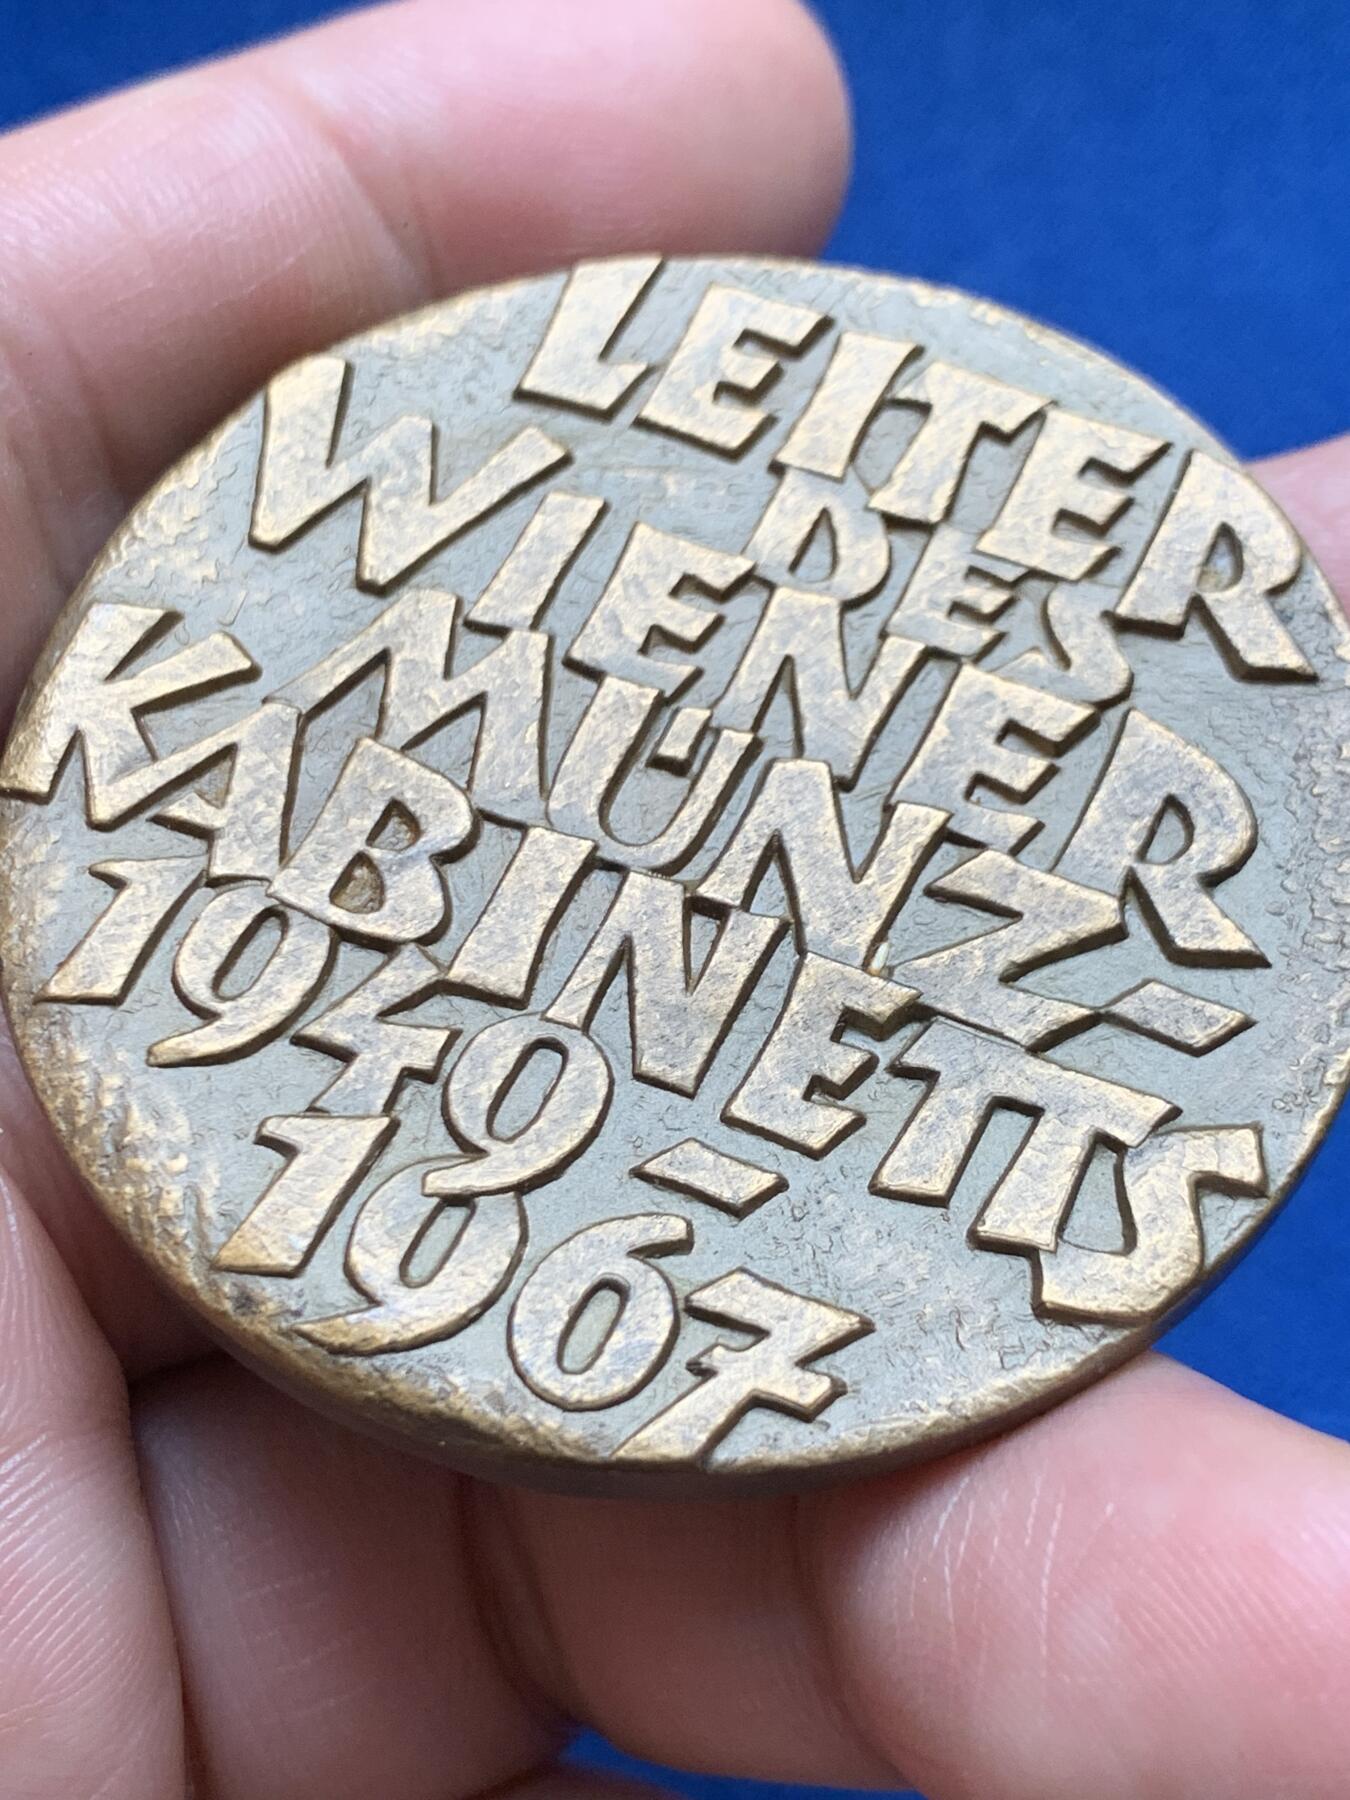 LEITER
DES
WIENER
MÜNZ-
KABINETTS
1949-
1967